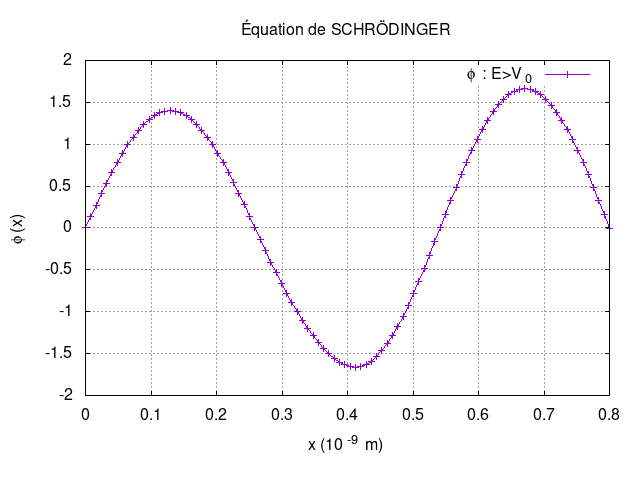 Équation de SCHRÖDINGER
ϕ : E>V₀
2
1.5
1
0.5
0
-0.5
-1
-1.5
-2
ϕ (x)
0 0.1 0.2 0.3 0.4 0.5 0.6 0.7 0.8
x (10⁻⁹ m)